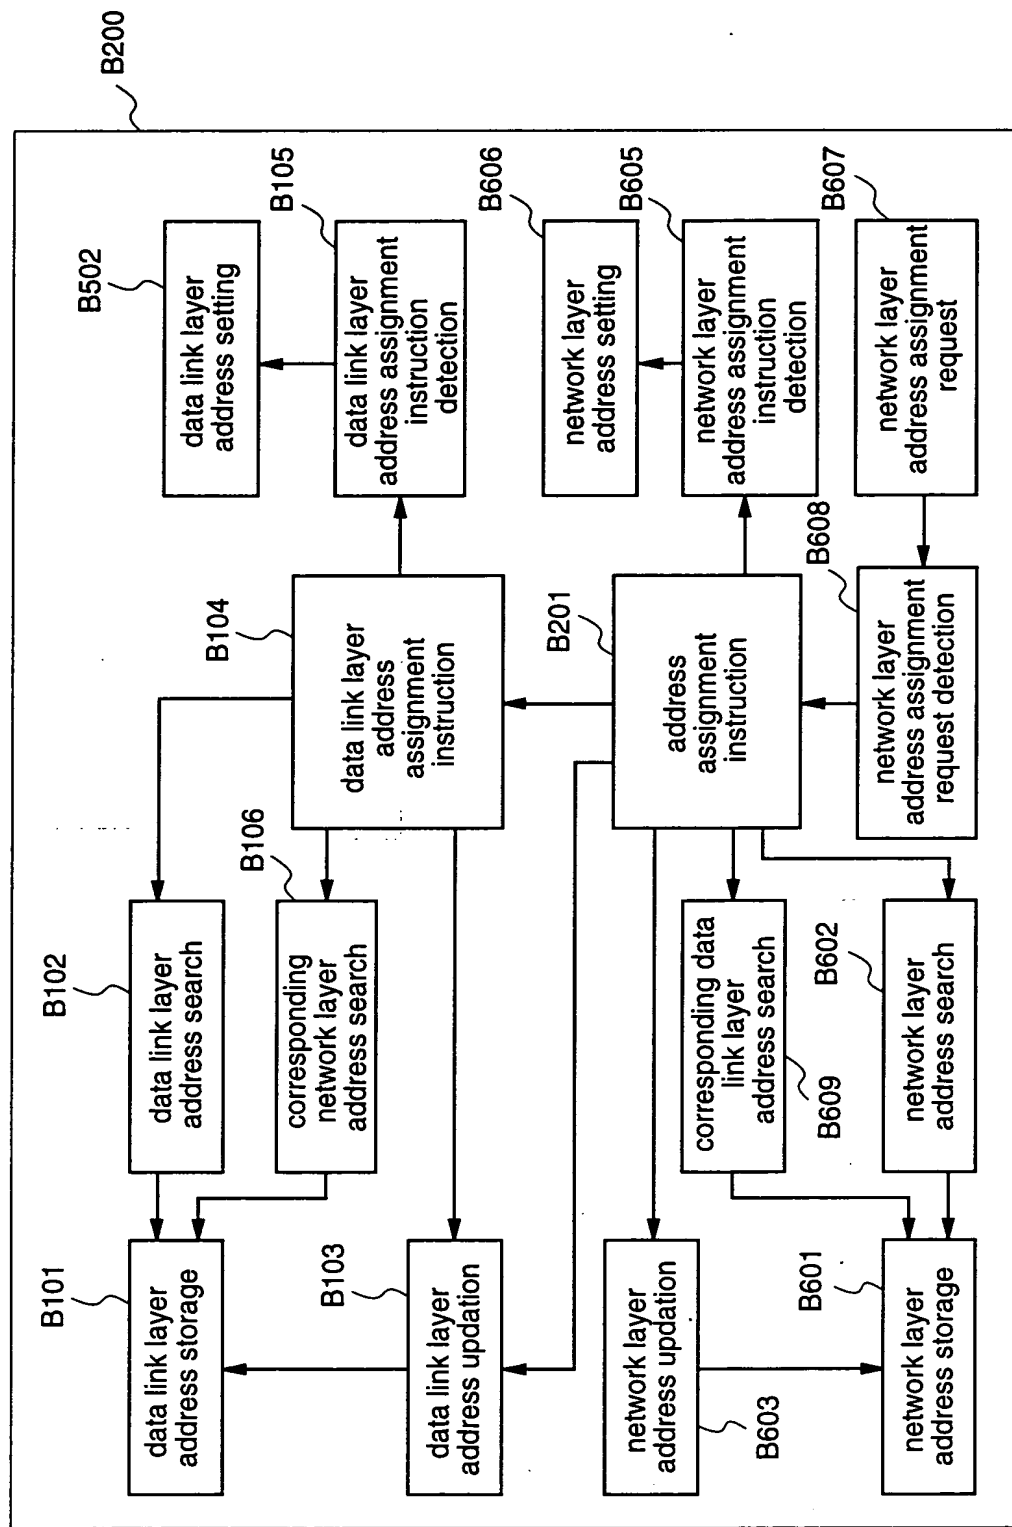 B200
B101
data link layer
address storage
B102
data link layer
address search
B106
corresponding
network layer
address search
B103
data link layer
address updation
B104
data link layer
address
assignment
instruction
B502
data link layer
address setting
B105
data link layer
address assignment
instruction
detection
B603
network layer
address updation
B601
network layer
address storage
B609
corresponding data
link layer
address search
B602
network layer
address search
B201
address
assignment
instruction
B608
network layer
address assignment
request detection
B606
network layer
address setting
B605
network layer
address assignment
instruction
detection
B607
network layer
address assignment
request